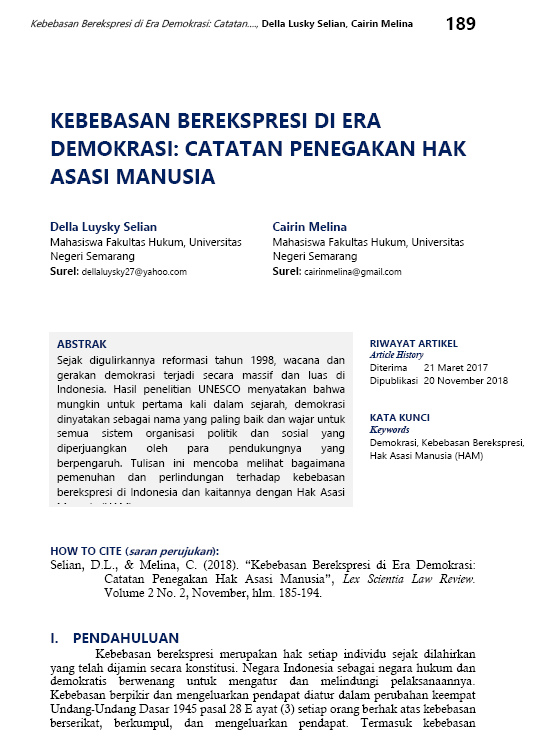 Kebebasan Berekspresi di Era Demokrasi: Catatan...., Della Lusky Selian, Cairin Melina 189
KEBEBASAN BEREKSPRESI DI ERA
DEMOKRASI: CATATAN PENEGAKAN HAK
ASASI MANUSIA
Della Luysky Selian
Mahasiswa Fakultas Hukum, Universitas
Negeri Semarang
Surel: dellaluysky27@yahoo.com
Cairin Melina
Mahasiswa Fakultas Hukum, Universitas
Negeri Semarang
Surel: cairinmelina@gmail.com
ABSTRAK
Sejak digulirkannya reformasi tahun 1998, wacana dan
gerakan demokrasi terjadi secara massif dan luas di
Indonesia. Hasil penelitian UNESCO menyatakan bahwa
mungkin untuk pertama kali dalam sejarah, demokrasi
dinyatakan sebagai nama yang paling baik dan wajar untuk
semua sistem organisasi politik dan sosial yang
diperjuangkan oleh para pendukungnya yang
berpengaruh. Tulisan ini mencoba melihat bagaimana
pemenuhan dan perlindungan terhadap kebebasan
berekspresi di Indonesia dan kaitannya dengan Hak Asasi
RIWAYAT ARTIKEL
Article History
Diterima 21 Maret 2017
Dipublikasi 20 November 2018
KATA KUNCI
Keywords
Demokrasi, Kebebasan Berekspresi,
Hak Asasi Manusia (HAM)
HOW TO CITE (saran perujukan):
Selian, D.L., & Melina, C. (2018). “Kebebasan Berekspresi di Era Demokrasi:
Catatan Penegakan Hak Asasi Manusia”, Lex Scientia Law Review.
Volume 2 No. 2, November, hlm. 185-194.
I. PENDAHULUAN
Kebebasan berekspresi merupakan hak setiap individu sejak dilahirkan
yang telah dijamin secara konstitusi. Negara Indonesia sebagai negara hukum dan
demokratis berwenang untuk mengatur dan melindungi pelaksanaannya.
Kebebasan berpikir dan mengeluarkan pendapat diatur dalam perubahan keempat
Undang-Undang Dasar 1945 pasal 28 E ayat (3) setiap orang berhak atas kebebasan
berserikat, berkumpul, dan mengeluarkan pendapat. Termasuk kebebasan